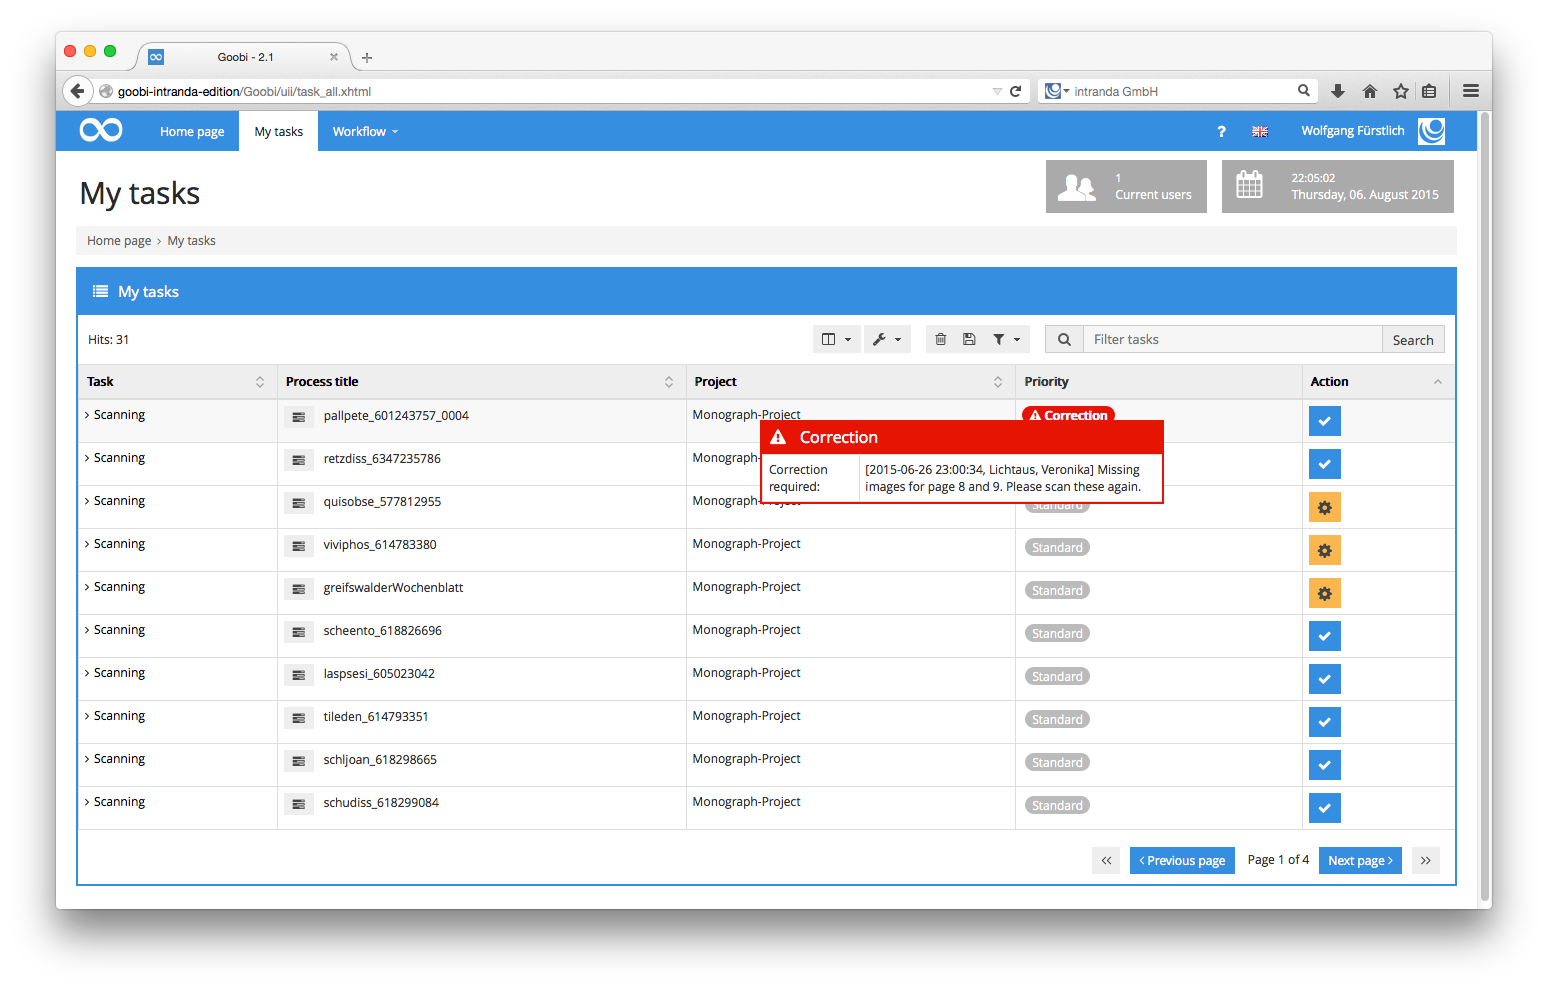 Goobi - 2.1
goobi-intranda-edition/Goobi/uii/task_all.xhtml
intranda GmbH
Home page
My tasks
Workflow
?
Wolfgang Fürstlich
My tasks
1
Current users
22:05:02
Thursday, 06. August 2015
Home page › My tasks
My tasks
Hits: 31
Filter tasks
Search
Task
Process title
Project
Priority
Action
Scanning
pallpete_601243757_0004
Monograph-Project
Correction
Correction
Correction
required:
[2015-06-26 23:00:34, Lichtaus, Veronika] Missing
images for page 8 and 9. Please scan these again.
Scanning
retzdiss_6347235786
Monograph-
Scanning
quisobse_577812955
Monograph-Project
Standard
Scanning
viviphos_614783380
Monograph-Project
Standard
Scanning
greifswalderWochenblatt
Monograph-Project
Standard
Scanning
scheento_618826696
Monograph-Project
Standard
Scanning
laspsesi_605023042
Monograph-Project
Standard
Scanning
tileden_614793351
Monograph-Project
Standard
Scanning
schljoan_618298665
Monograph-Project
Standard
Scanning
schudiss_618299084
Monograph-Project
Standard
‹ Previous page
Page 1 of 4
Next page ›